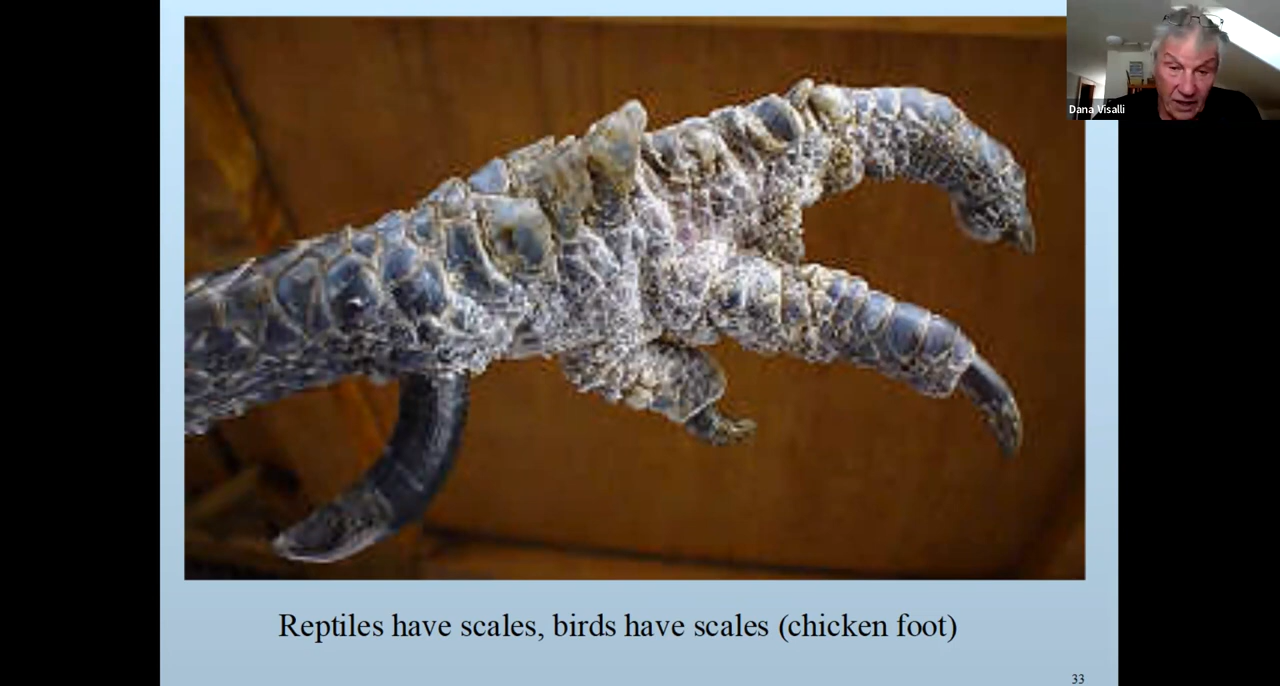 Dana Visalli
Reptiles have scales, birds have scales (chicken foot)
33